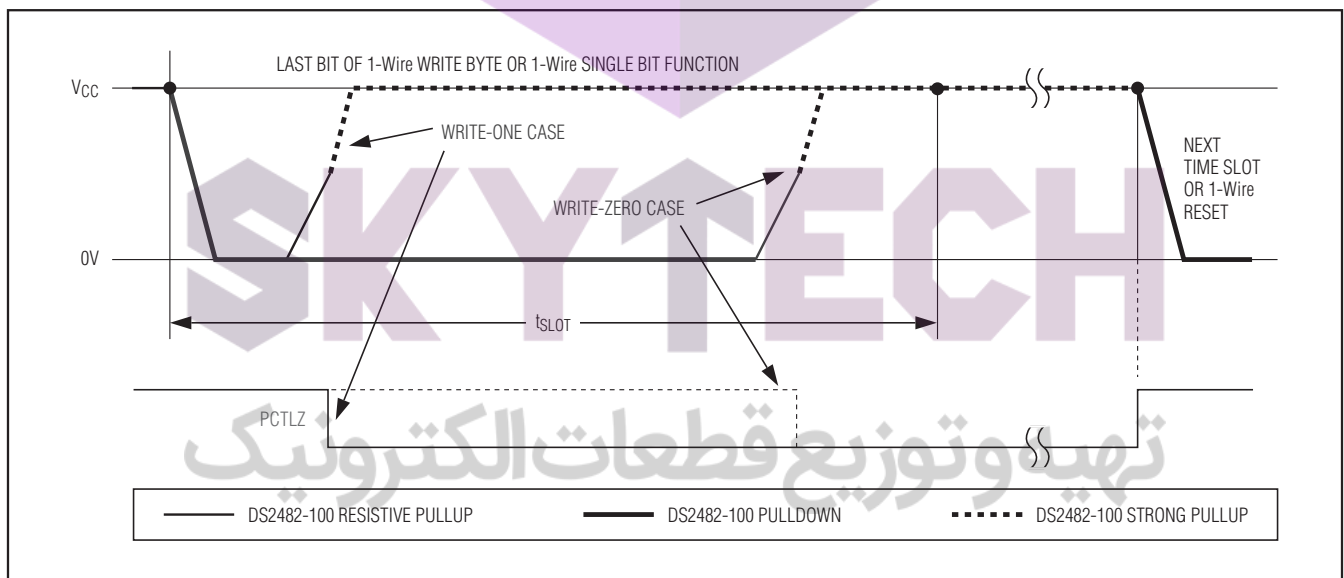 LAST BIT OF 1-Wire WRITE BYTE OR 1-Wire SINGLE BIT FUNCTION
VCC
WRITE-ONE CASE
NEXT
TIME SLOT
OR 1-Wire
RESET
WRITE-ZERO CASE
0V
SKYTECH
tSLOT
PCTLZ
تهیه و توزیع قطعات الکترونیک
DS2482-100 RESISTIVE PULLUP
DS2482-100 PULLDOWN
DS2482-100 STRONG PULLUP